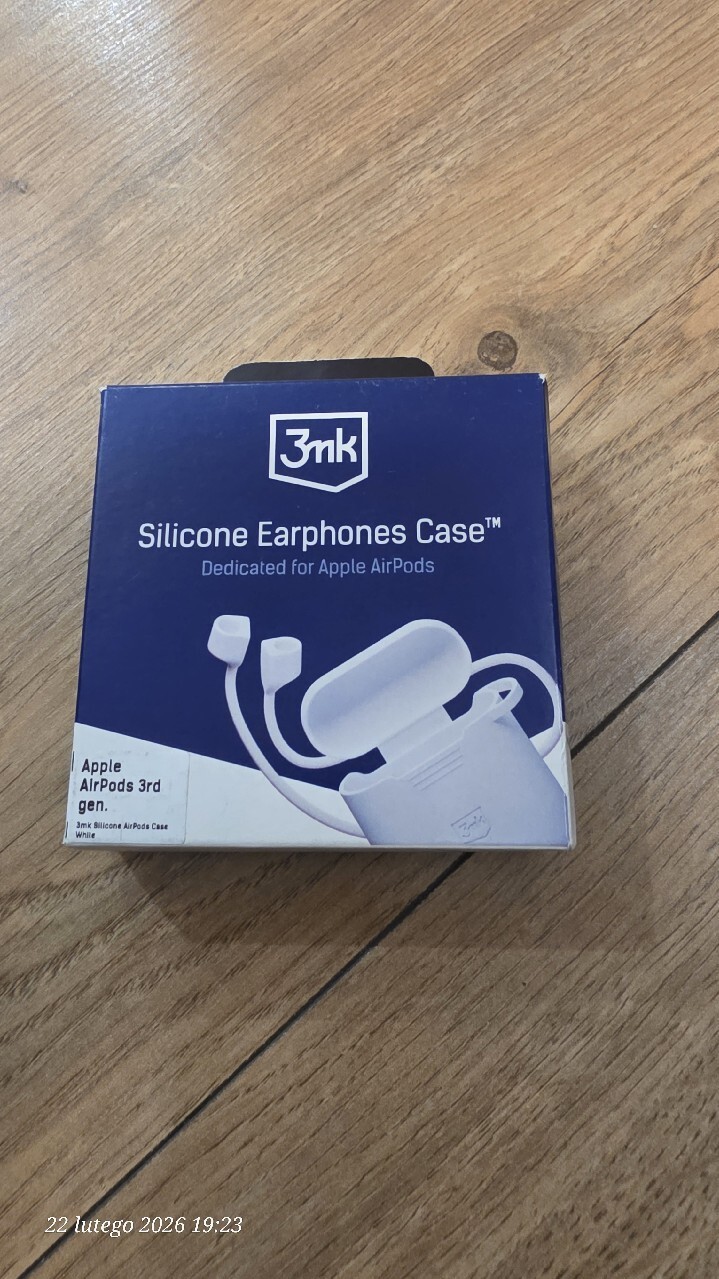 3mk
Silicone Earphones Case™
Dedicated for Apple AirPods
Apple
AirPods 3rd
gen.
3mk Silicone AirPods Case
White
3mk
22 lutego 2026 19:23